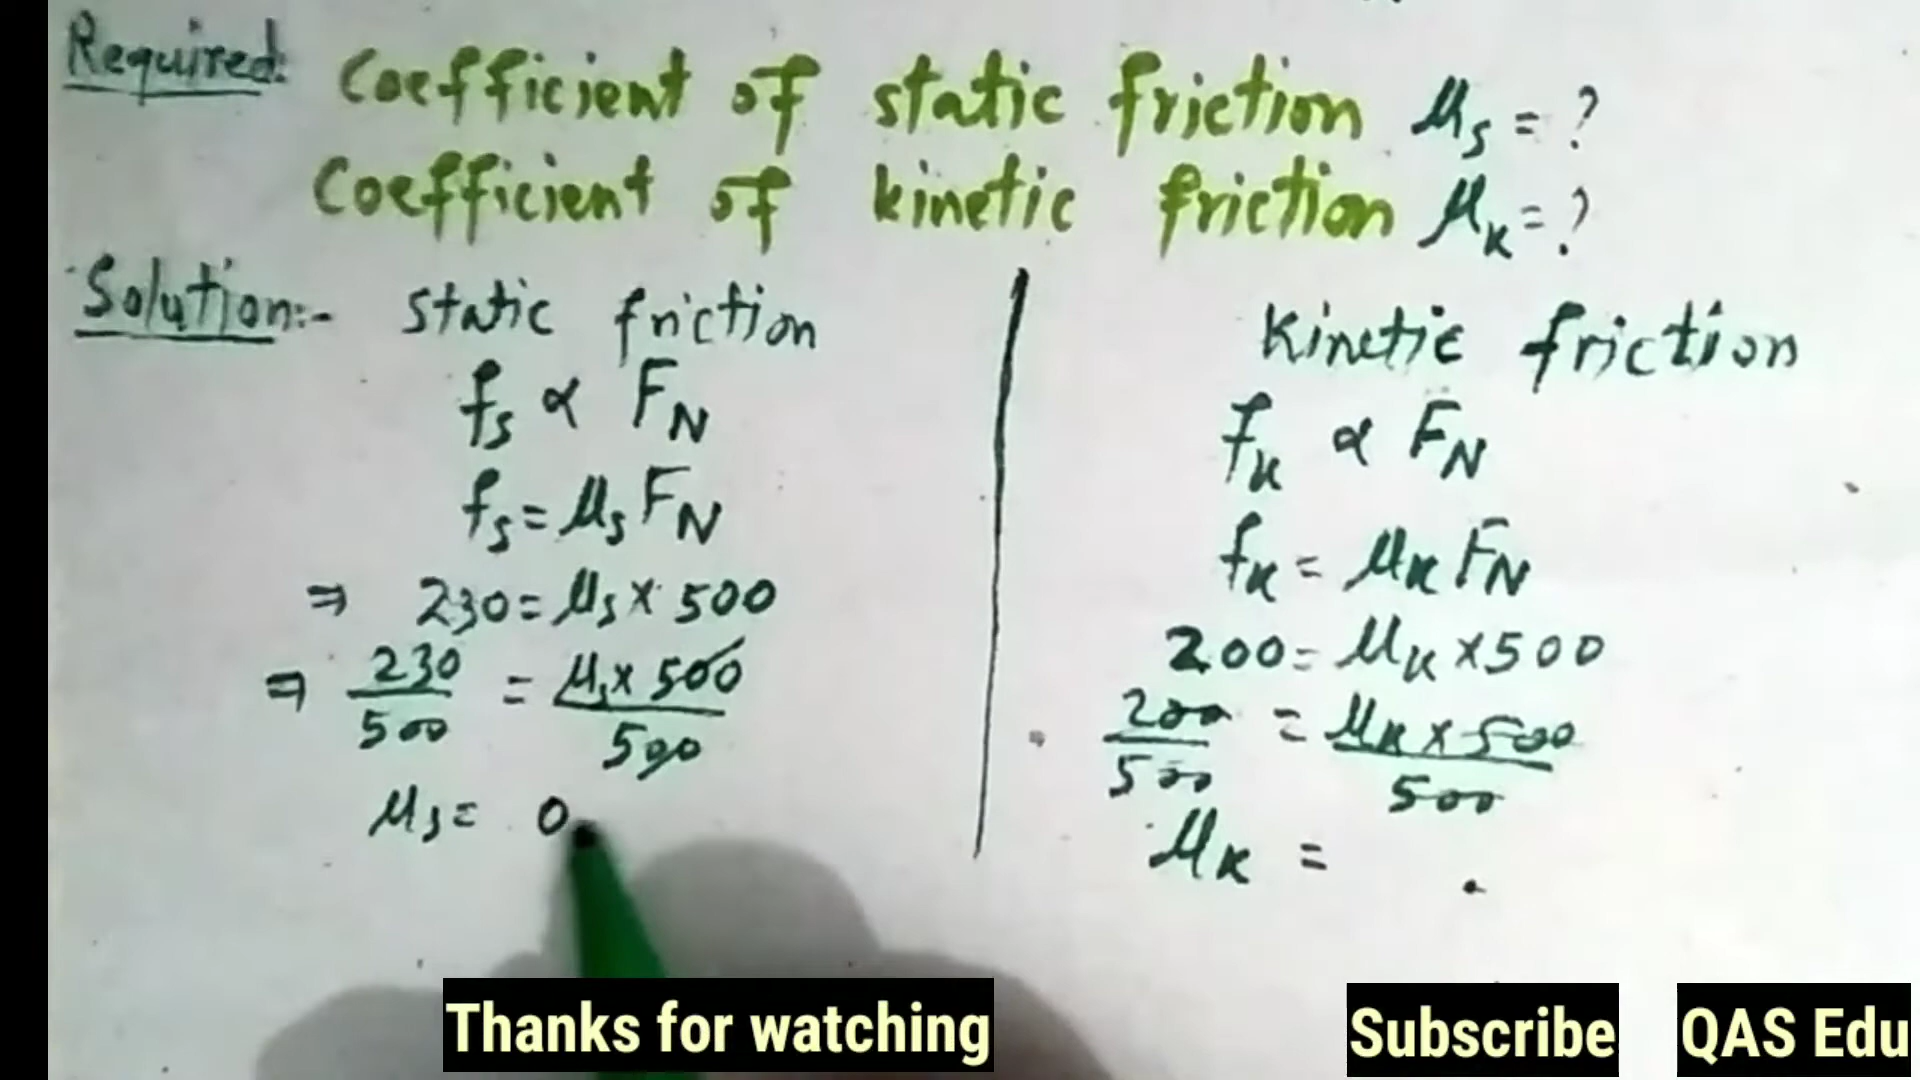 Required: Coefficient of static friction μs = ?
Coefficient of kinetic friction μK = ?
Solution:- static friction
fs ∝ FN
fs = μs FN
⇒ 230 = μs × 500
⇒ 230/500 = μs × 500/500
μs = 0
Kinetic friction
fK ∝ FN
fK = μK FN
200 = μK × 500
200/500 = μK × 500/500
μK =
Thanks for watching
Subscribe
QAS Edu